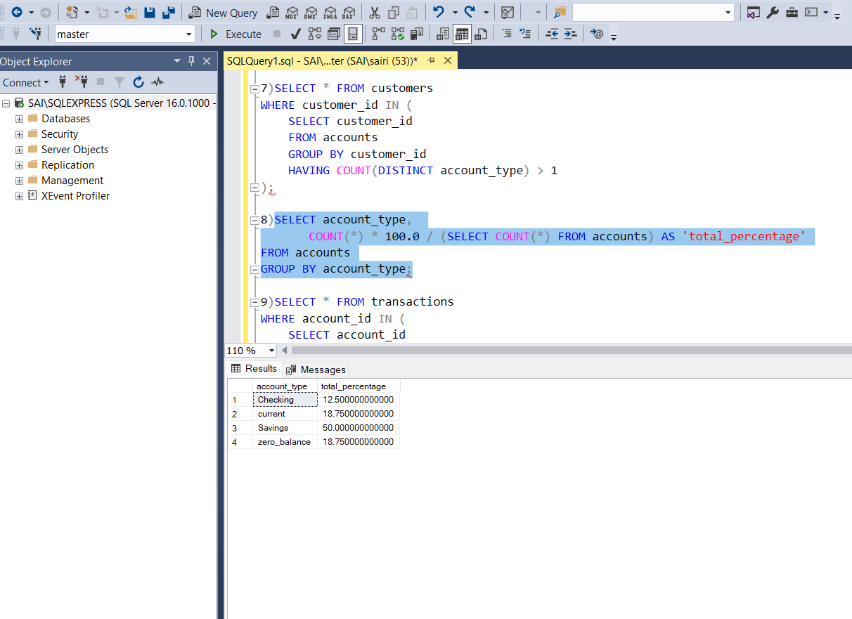 New Query
MDX DMX XMLA DAX
master
Execute
Object Explorer
SQLQuery1.sql - SAI\...ter (SAI\sairi (53))*
Connect
SAI\SQLEXPRESS (SQL Server 16.0.1000 -
Databases
Security
Server Objects
Replication
Management
XEvent Profiler
7)SELECT * FROM customers
WHERE customer_id IN (
SELECT customer_id
FROM accounts
GROUP BY customer_id
HAVING COUNT(DISTINCT account_type) > 1
);
8)SELECT account_type,
COUNT(*) * 100.0 / (SELECT COUNT(*) FROM accounts) AS 'total_percentage'
FROM accounts
GROUP BY account_type;
9)SELECT * FROM transactions
WHERE account_id IN (
SELECT account_id
110 %
Results Messages
account_type total_percentage
1 Checking 12.500000000000
2 current 18.750000000000
3 Savings 50.000000000000
4 zero_balance 18.750000000000